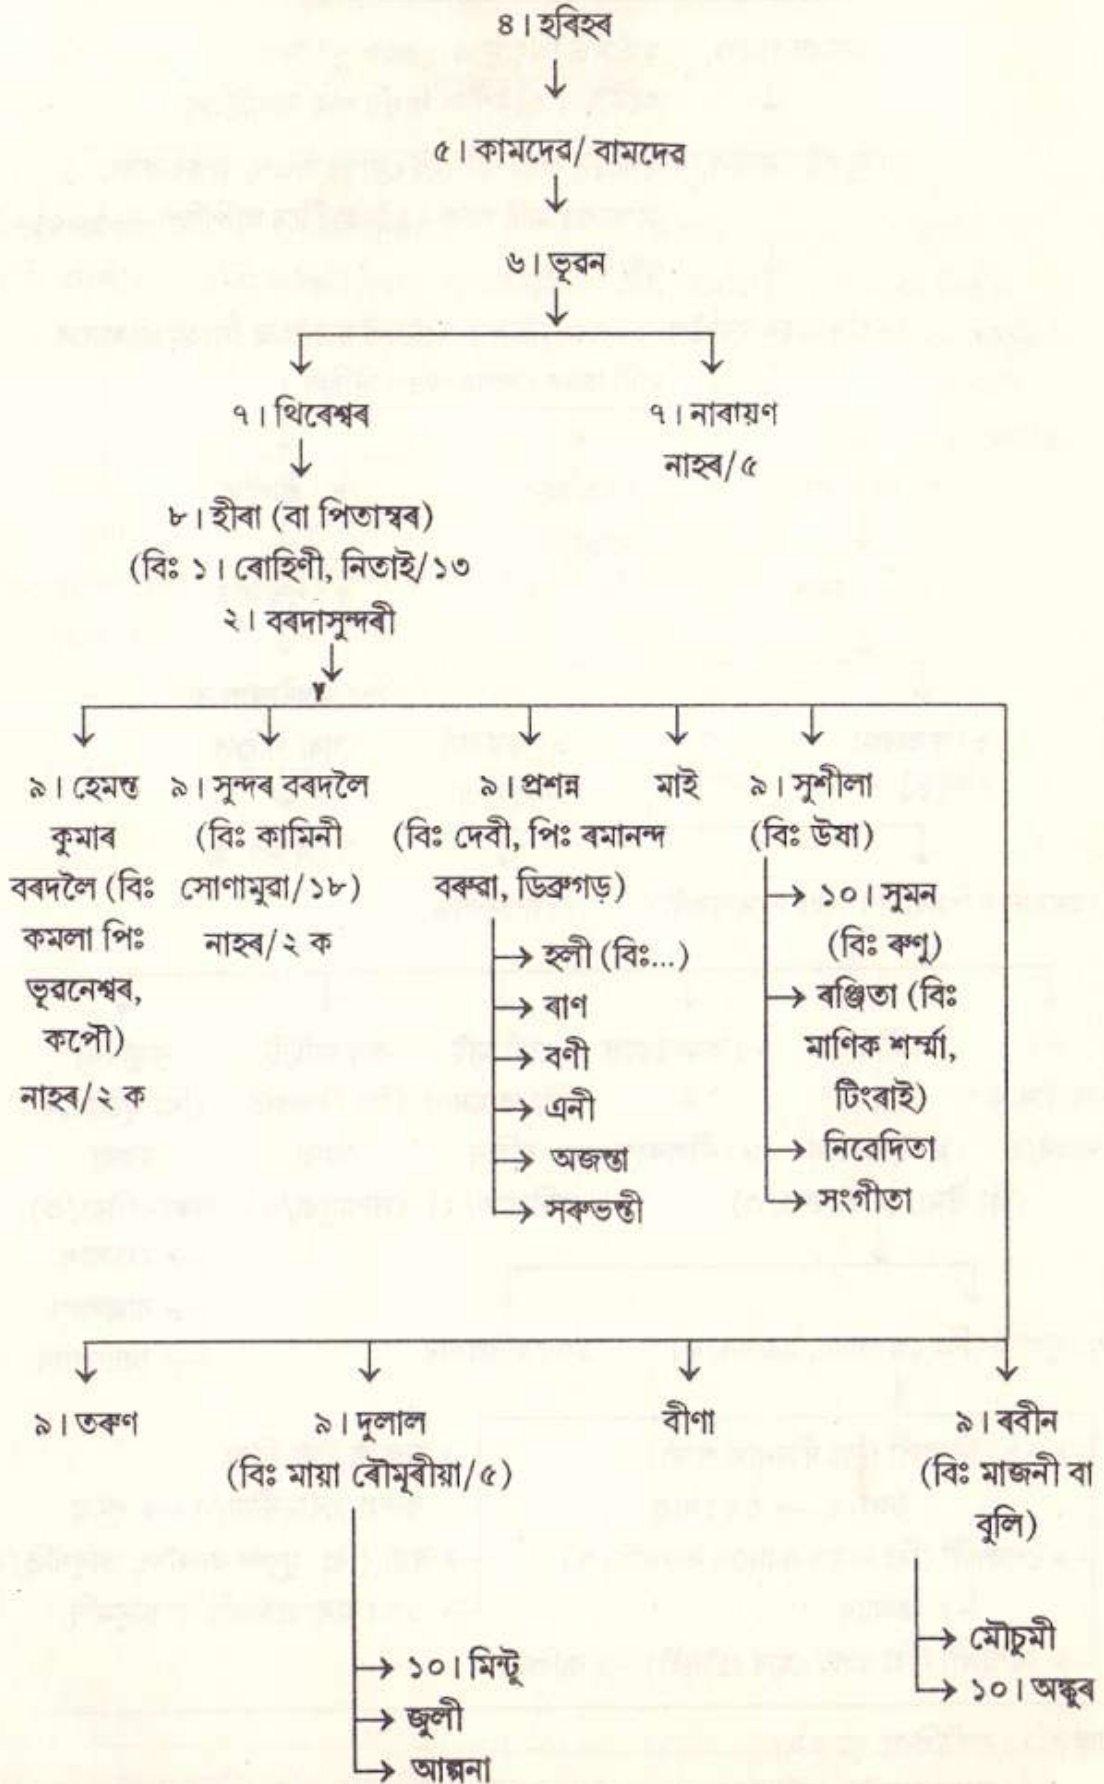 ৪। হৰিহৰ
৫। কামদেৱ/ বামদেৱ
৬। ভূৱন
৭। থিৰেশ্বৰ
৭। নাৰায়ণ
নাহৰ/৫
৮। হীৰা (বা পিতাম্বৰ)
(বিঃ ১। ৰোহিণী, নিতাই/১৩
২। বৰদাসুন্দৰী
৯। হেমন্ত
কুমাৰ
বৰদলৈ (বিঃ
কমলা পিঃ
ভূৱনেশ্বৰ,
কপৌ)
নাহৰ/২ ক
৯। সুন্দৰ বৰদলৈ
(বিঃ কামিনী
সোণামুৱা/১৮)
নাহৰ/২ ক
৯। প্ৰশন্ন
(বিঃ দেবী, পিঃ ৰমানন্দ
বৰুৱা, ডিব্ৰুগড়)
হলী (বিঃ...)
ৰাণ
বণী
এনী
অজন্তা
সৰুভন্তী
মাই
৯। সুশীলা
(বিঃ উষা)
১০। সুমন
(বিঃ ৰুণু)
ৰঞ্জিতা (বিঃ
মাণিক শৰ্ম্মা,
টিংৰাই)
নিবেদিতা
সংগীতা
৯। তৰুণ
৯। দুলাল
(বিঃ মায়া ৰৌমূৰীয়া/৫)
১০। মিন্টু
জুলী
আল্পনা
বীণা
৯। ৰবীন
(বিঃ মাজনী বা
বুলি)
মৌচুমী
১০। অঙ্কুৰ